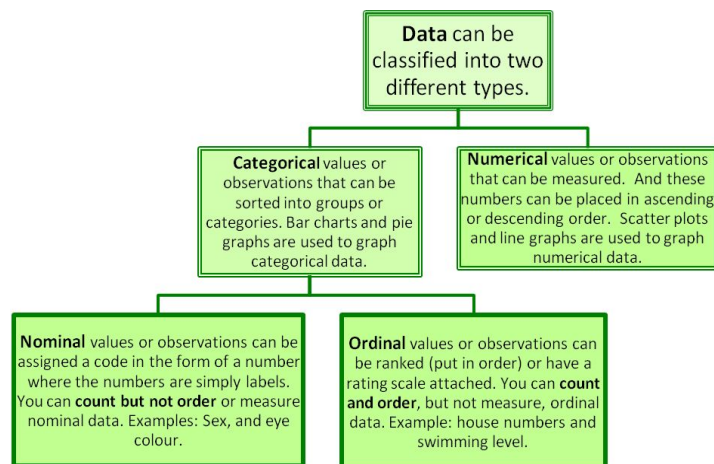 Data can be
classified into two
different types.
Categorical values or
observations that can be
sorted into groups or
categories. Bar charts and pie
graphs are used to graph
categorical data.
Numerical values or observations
that can be measured.  And these
numbers can be placed in ascending
or descending order.  Scatter plots
and line graphs are used to graph
numerical data.
Nominal values or observations can be
assigned a code in the form of a number
where the numbers are simply labels.
You can count but not order or measure
nominal data. Examples: Sex, and eye
colour.
Ordinal values or observations can
be ranked (put in order) or have a
rating scale attached. You can count
and order, but not measure, ordinal
data. Example: house numbers and
swimming level.